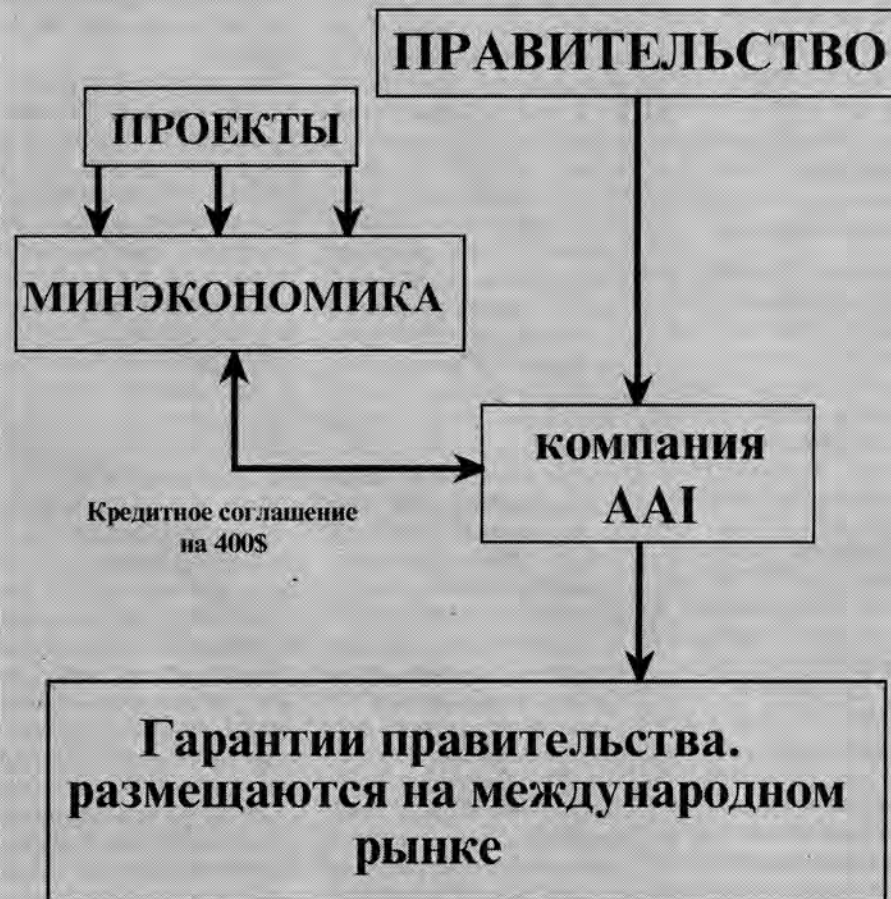 ПРАВИТЕЛЬСТВО
ПРОЕКТЫ
МИНЭКОНОМИКА
компания
AAI
Кредитное соглашение
на 400$
Гарантии правительства.
размещаются на международном
рынке